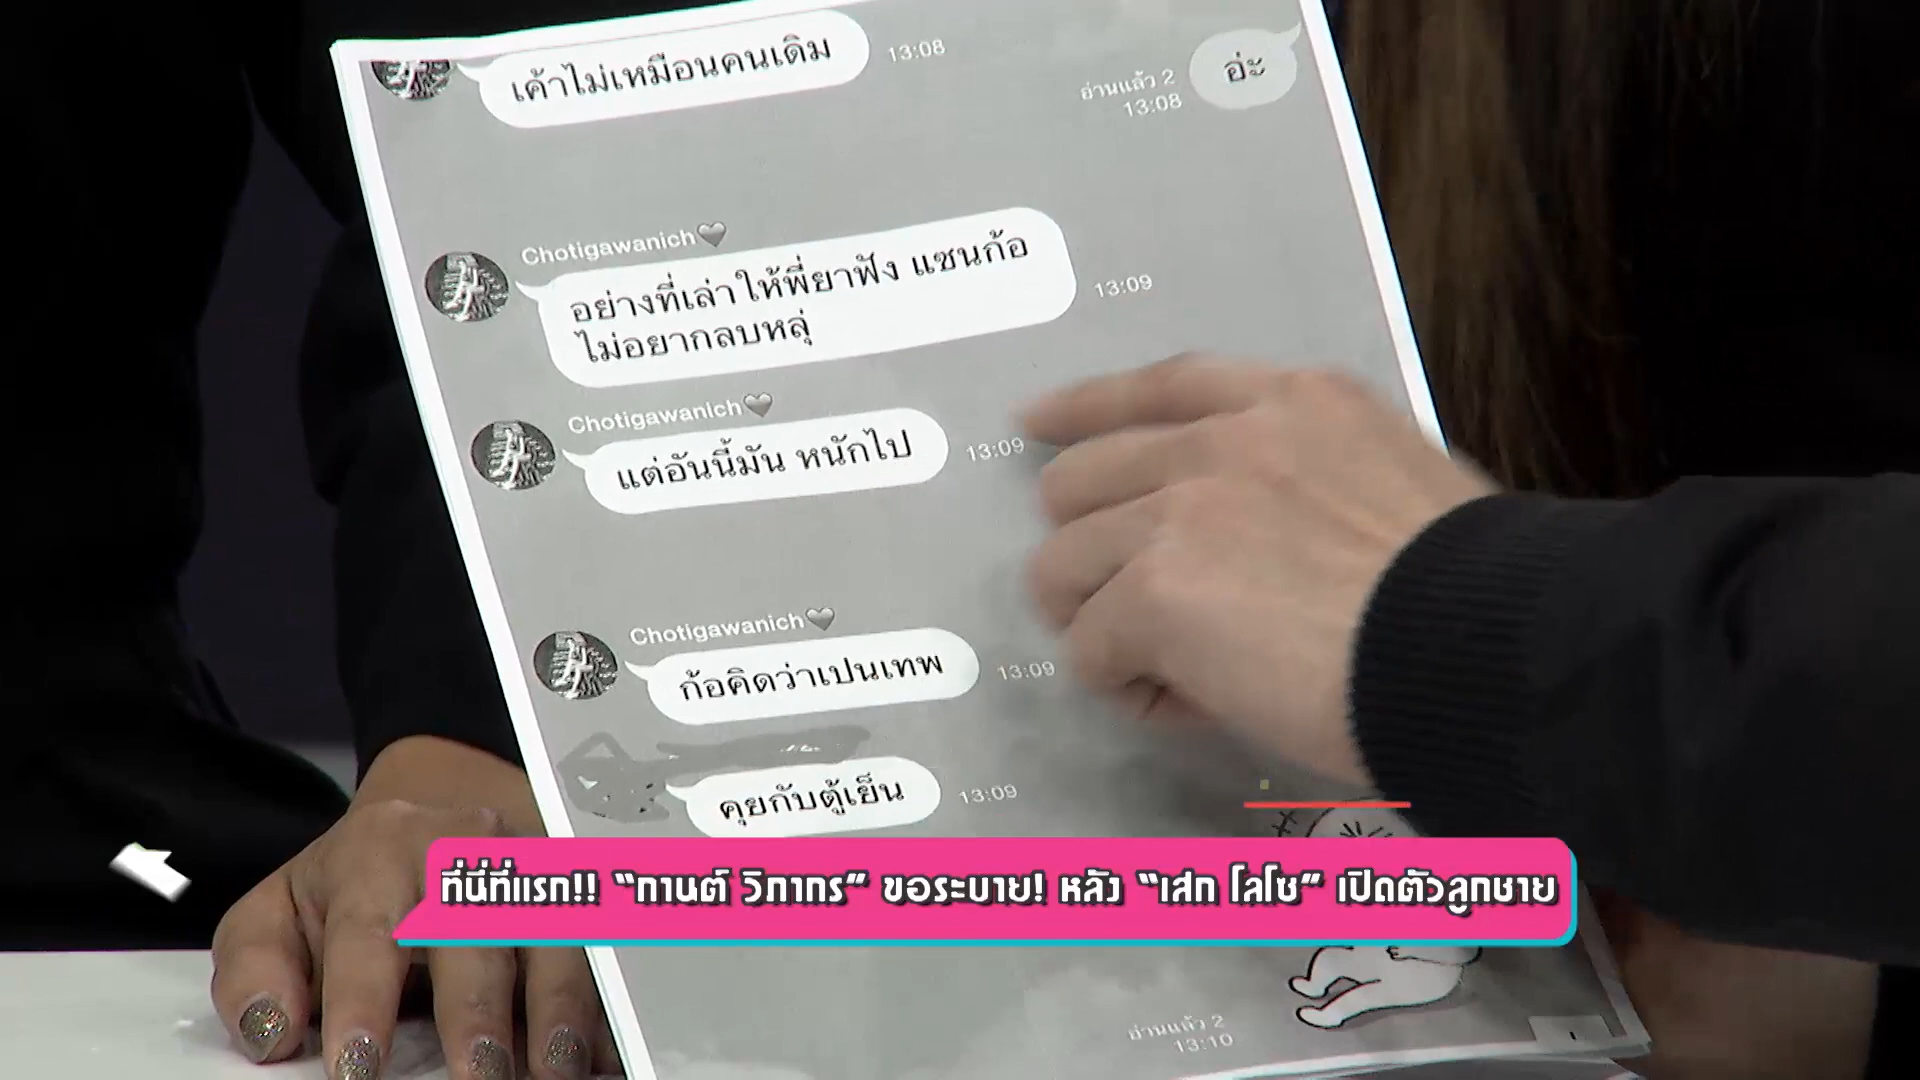 เค้าไม่เหมือนคนเดิม 13:08
อ่ะ
อ่านแล้ว 2
13:08
Chotigawanich
อย่างที่เล่าให้พี่ยาฟัง แซนก้อ
ไม่อยากลบหลุ่
13:09
Chotigawanich
แต่อันนี้มัน หนักไป 13:09
Chotigawanich
ก้อคิดว่าเปนเทพ 13:09
คุยกับตู้เย็น 13:09
ที่นี่ที่แรก!! “กานต์ วิภากร” ขอระบาย! หลัง “เสก โลโซ” เปิดตัวลูกชาย
อ่านแล้ว 2
13:10